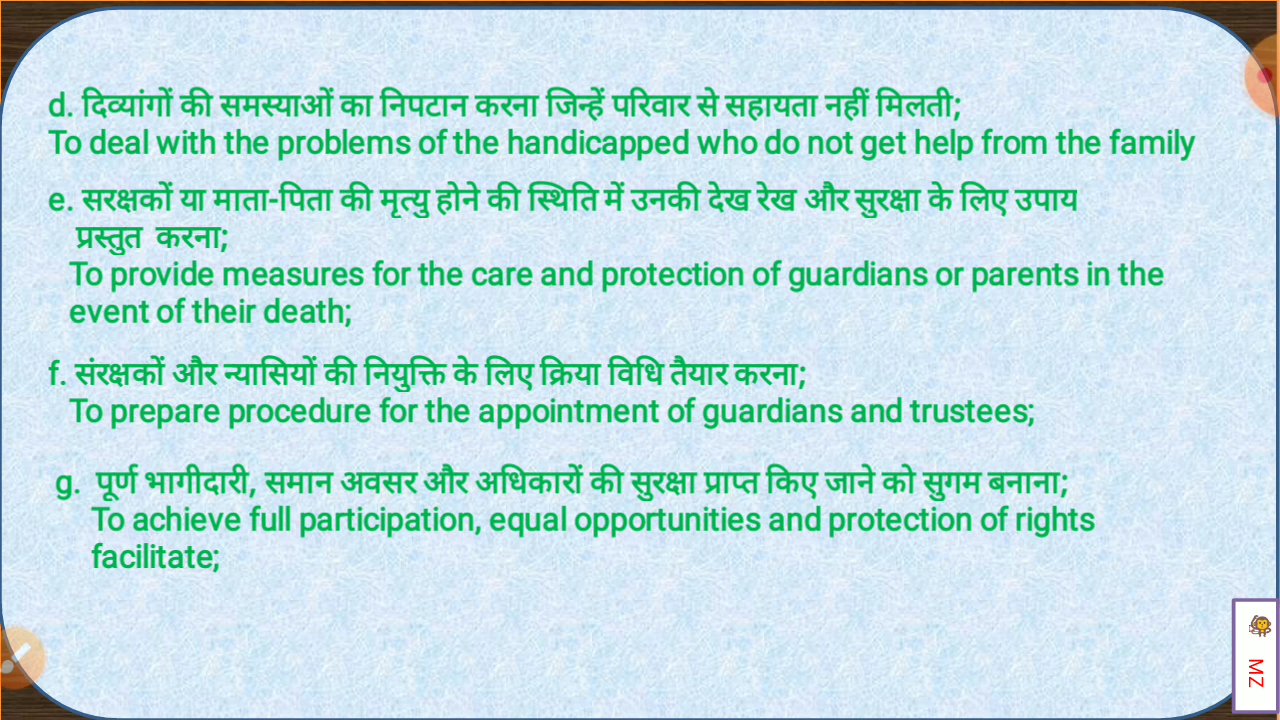 d. दिव्यांगों की समस्याओं का निपटान करना जिन्हें परिवार से सहायता नहीं मिलती;
To deal with the problems of the handicapped who do not get help from the family
e. सरक्षकों या माता-पिता की मृत्यु होने की स्थिति में उनकी देख रेख और सुरक्षा के लिए उपाय
प्रस्तुत करना;
To provide measures for the care and protection of guardians or parents in the
event of their death;
f. संरक्षकों और न्यासियों की नियुक्ति के लिए क्रिया विधि तैयार करना;
To prepare procedure for the appointment of guardians and trustees;
g. पूर्ण भागीदारी, समान अवसर और अधिकारों की सुरक्षा प्राप्त किए जाने को सुगम बनाना;
To achieve full participation, equal opportunities and protection of rights
facilitate;
MZ